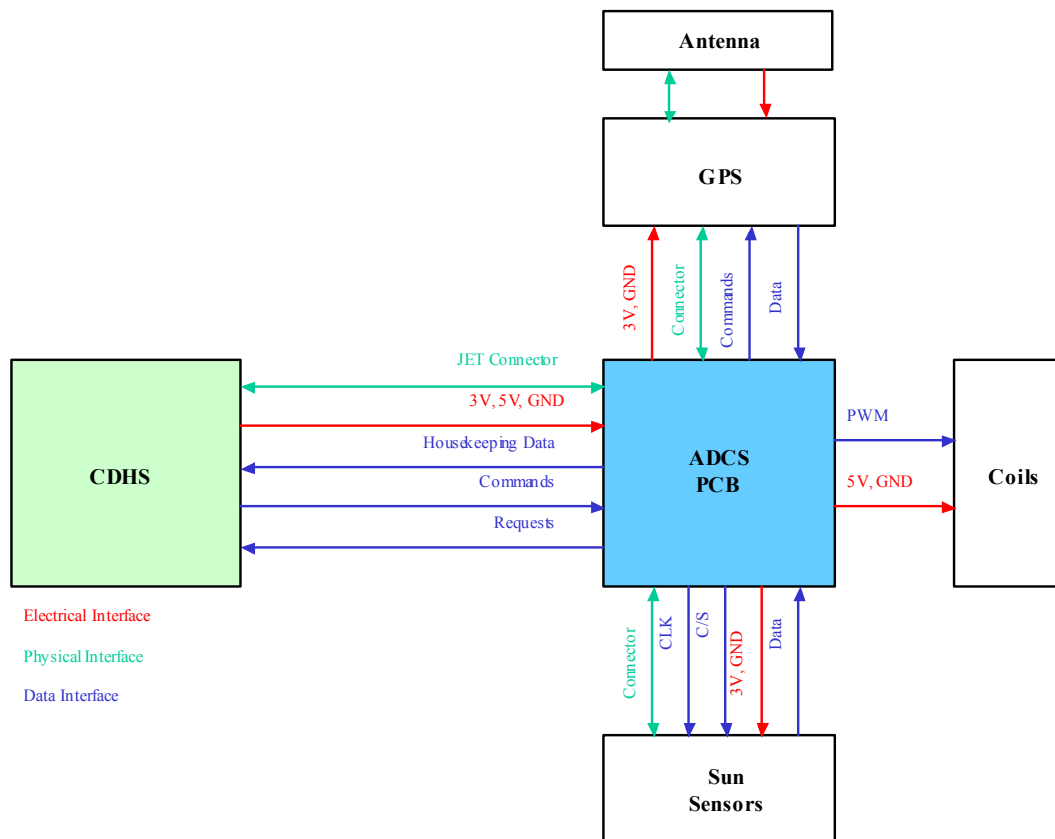 Antenna
GPS
3V, GND
Connector
Commands
Data
JET Connector
3V, 5V, GND
Housekeeping Data
Commands
Requests
CDHS
ADCS
PCB
PWM
5V, GND
Coils
Electrical Interface
Physical Interface
Data Interface
Connector
CLK
C/S
3V, GND
Data
Sun
Sensors